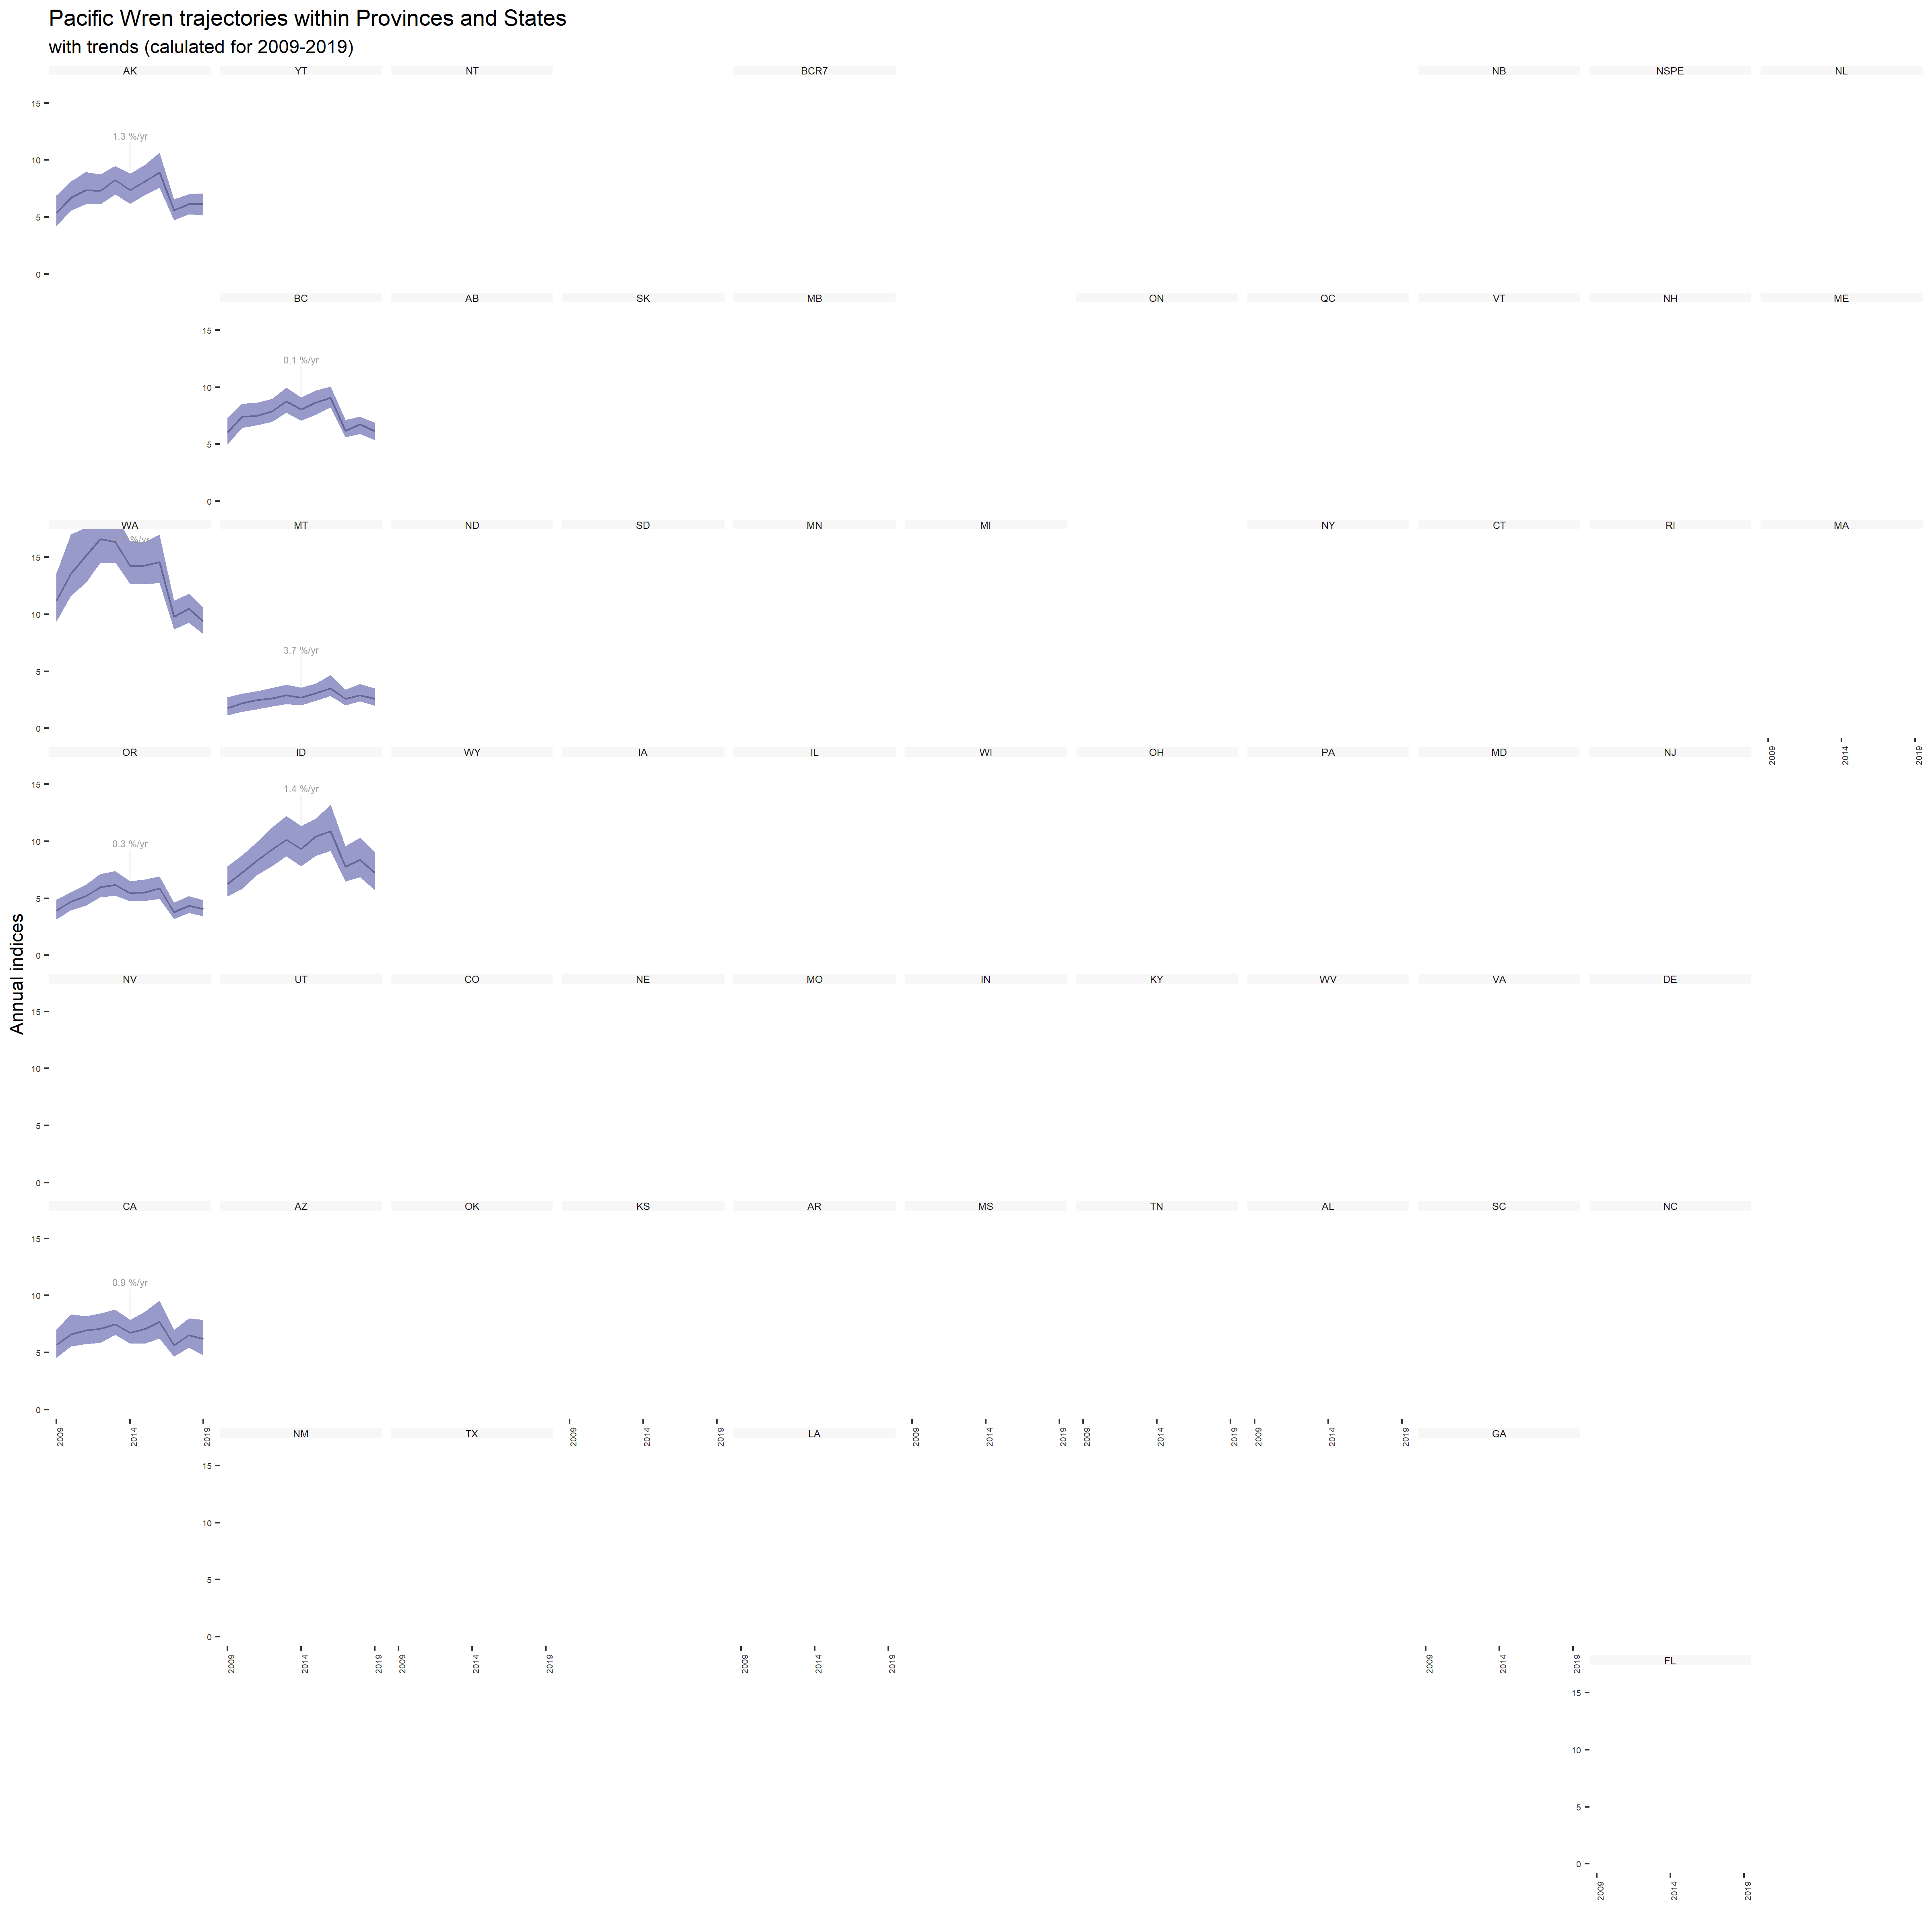 Pacific Wren trajectories within Provinces and States
with trends (calulated for 2009-2019)
AK YT NT BCR7 NB NSPE NL
15
1.3 %/yr
10
5
0
BC AB SK MB ON QC VT NH ME
15
0.1 %/yr
10
5
0
WA MT ND SD MN MI NY CT RI MA
%/yr
15
10
3.7 %/yr
5
0
2009 2014 2019
OR ID WY IA IL WI OH PA MD NJ
15
1.4 %/yr
0.3 %/yr
10
5
0
Annual indices
NV UT CO NE MO IN KY WV VA DE
15
10
5
0
CA AZ OK KS AR MS TN AL SC NC
15
0.9 %/yr
10
5
0
2009 2014 2019 2009 2014 2019 2009 2014 2019 2009 2014 2019 2009 2014 2019
NM TX LA GA
15
10
5
0
2009 2014 2019 2009 2014 2019 2009 2014 2019 2009 2014 2019
FL
15
10
5
0
2009 2014 2019